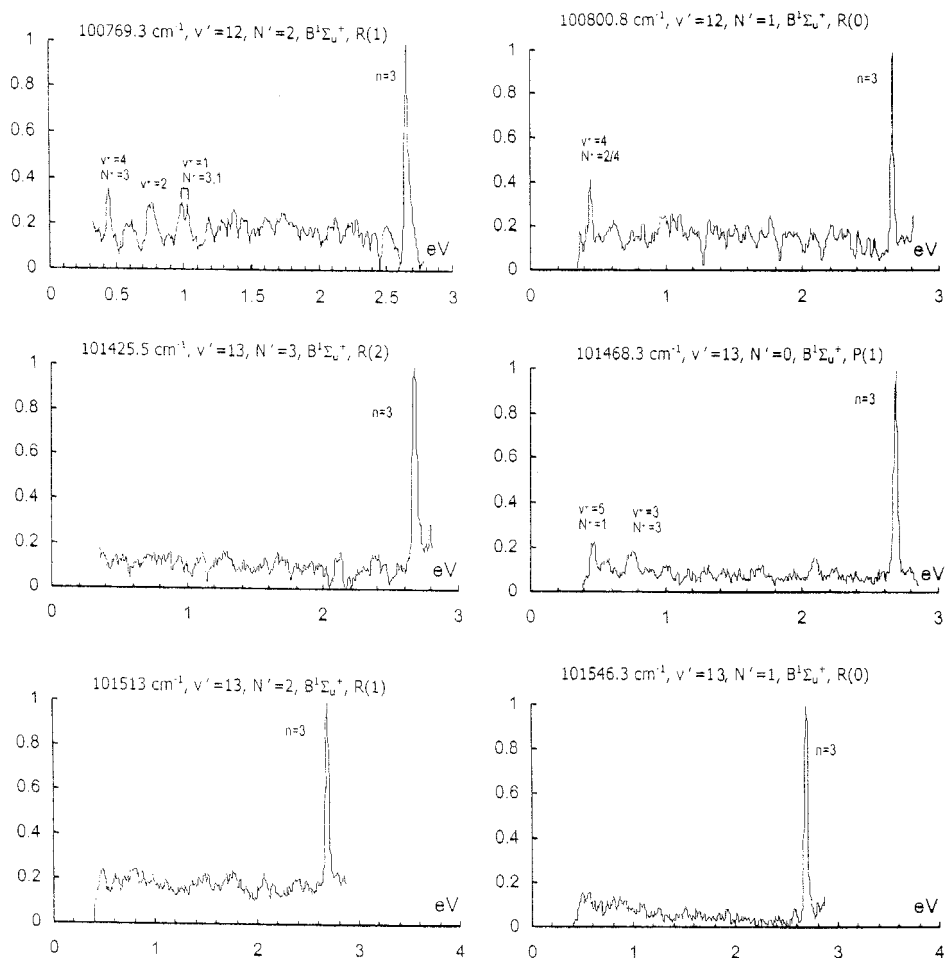 100769.3 cm⁻¹, v′=12, N′=2, B¹Σᵤ⁺, R(1)
1
0.8
0.6
0.4
0.2
0
n=3
v⁺=4
N⁺=3
v⁺=2
v⁺=1
N⁺=3,1
eV
0
0.5
1
1.5
2
2.5
3
100800.8 cm⁻¹, v′=12, N′=1, B¹Σᵤ⁺, R(0)
1
0.8
0.6
0.4
0.2
0
n=3
v⁺=4
N⁺=2/4
eV
0
1
2
3
101425.5 cm⁻¹, v′=13, N′=3, B¹Σᵤ⁺, R(2)
1
0.8
0.6
0.4
0.2
0
n=3
eV
0
1
2
3
101468.3 cm⁻¹, v′=13, N′=0, B¹Σᵤ⁺, P(1)
1
0.8
0.6
0.4
0.2
0
n=3
v⁺=5
N⁺=1
v⁺=3
N⁺=3
eV
0
1
2
3
101513 cm⁻¹, v′=13, N′=2, B¹Σᵤ⁺, R(1)
1
0.8
0.6
0.4
0.2
0
n=3
eV
0
1
2
3
4
101546.3 cm⁻¹, v′=13, N′=1, B¹Σᵤ⁺, R(0)
1
0.8
0.6
0.4
0.2
0
n=3
eV
0
1
2
3
4